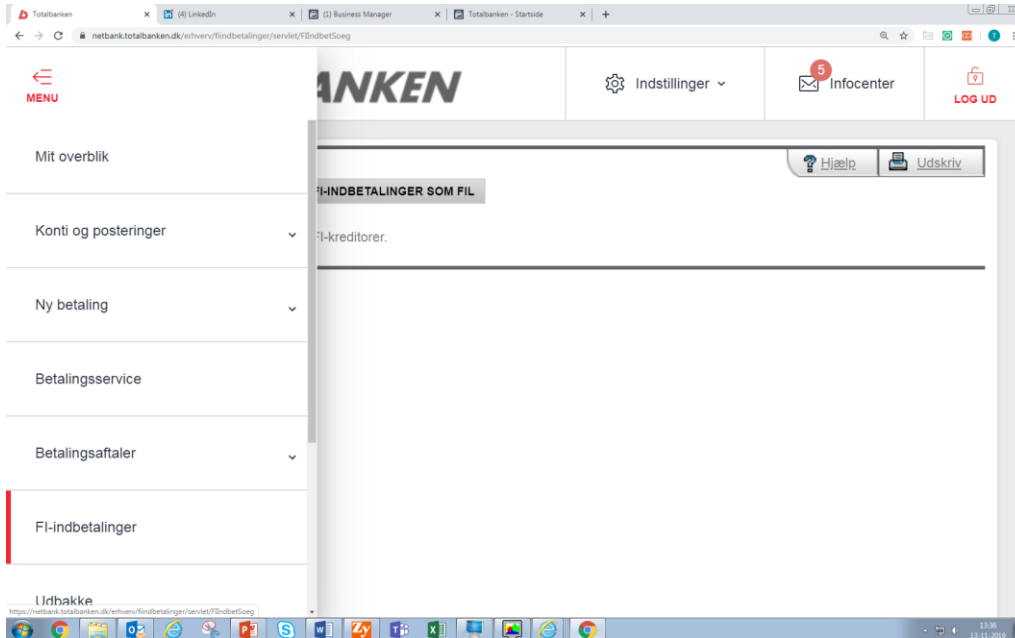 Totalbanken
(4) LinkedIn
(1) Business Manager
Totalbanken - Startside
netbank.totalbanken.dk/erhverv/fiindbetalinger/servlet/FIIndbetSoeg
T
MENU
ANKEN
Indstillinger
5
Infocenter
LOG UD
Mit overblik
Hjælp
Udskriv
FI-INDBETALINGER SOM FIL
Konti og posteringer
FI-kreditorer.
Ny betaling
Betalingsservice
Betalingsaftaler
FI-indbetalinger
Udbakke
https://netbank.totalbanken.dk/erhverv/fiindbetalinger/servlet/FIIndbetSoeg
13:36
13-11-2019